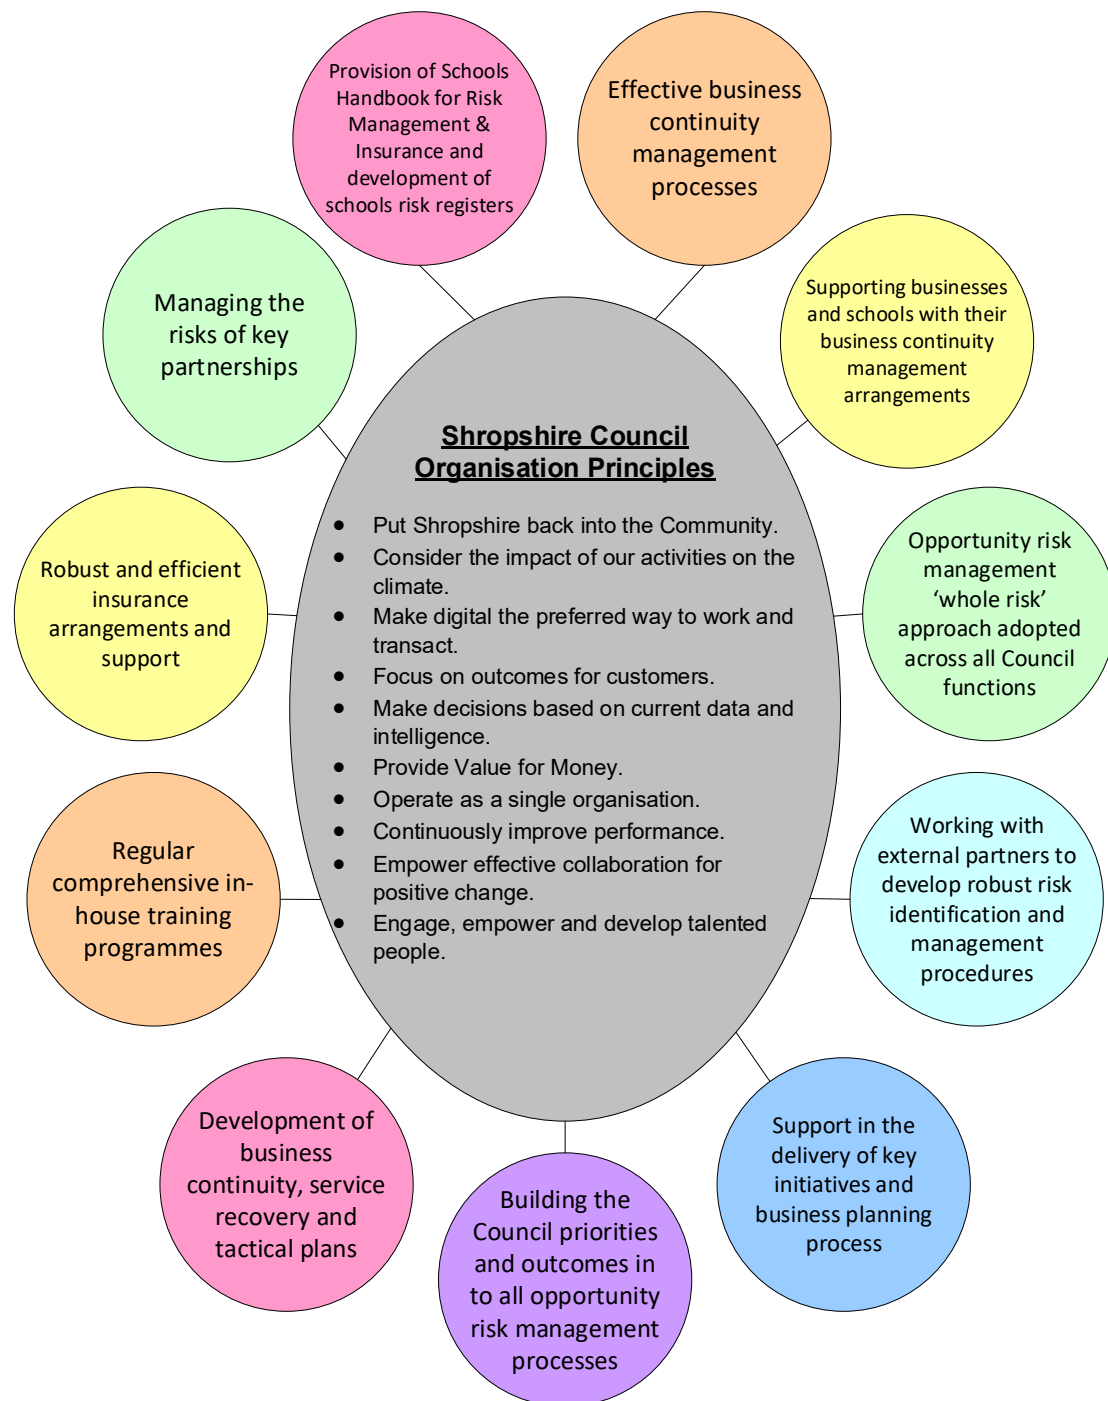 Provision of Schools
Handbook for Risk
Management &
Insurance and
development of
schools risk registers
Effective business
continuity
management
processes
Managing the
risks of key
partnerships
Supporting businesses
and schools with their
business continuity
management
arrangements
Shropshire Council
Organisation Principles
• Put Shropshire back into the Community.
• Consider the impact of our activities on the
climate.
• Make digital the preferred way to work and
transact.
• Focus on outcomes for customers.
• Make decisions based on current data and
intelligence.
• Provide Value for Money.
• Operate as a single organisation.
• Continuously improve performance.
• Empower effective collaboration for
positive change.
• Engage, empower and develop talented
people.
Robust and efficient
insurance
arrangements and
support
Opportunity risk
management
‘whole risk’
approach adopted
across all Council
functions
Regular
comprehensive in-
house training
programmes
Working with
external partners to
develop robust risk
identification and
management
procedures
Development of
business
continuity, service
recovery and
tactical plans
Building the
Council priorities
and outcomes in
to all opportunity
risk management
processes
Support in the
delivery of key
initiatives and
business planning
process